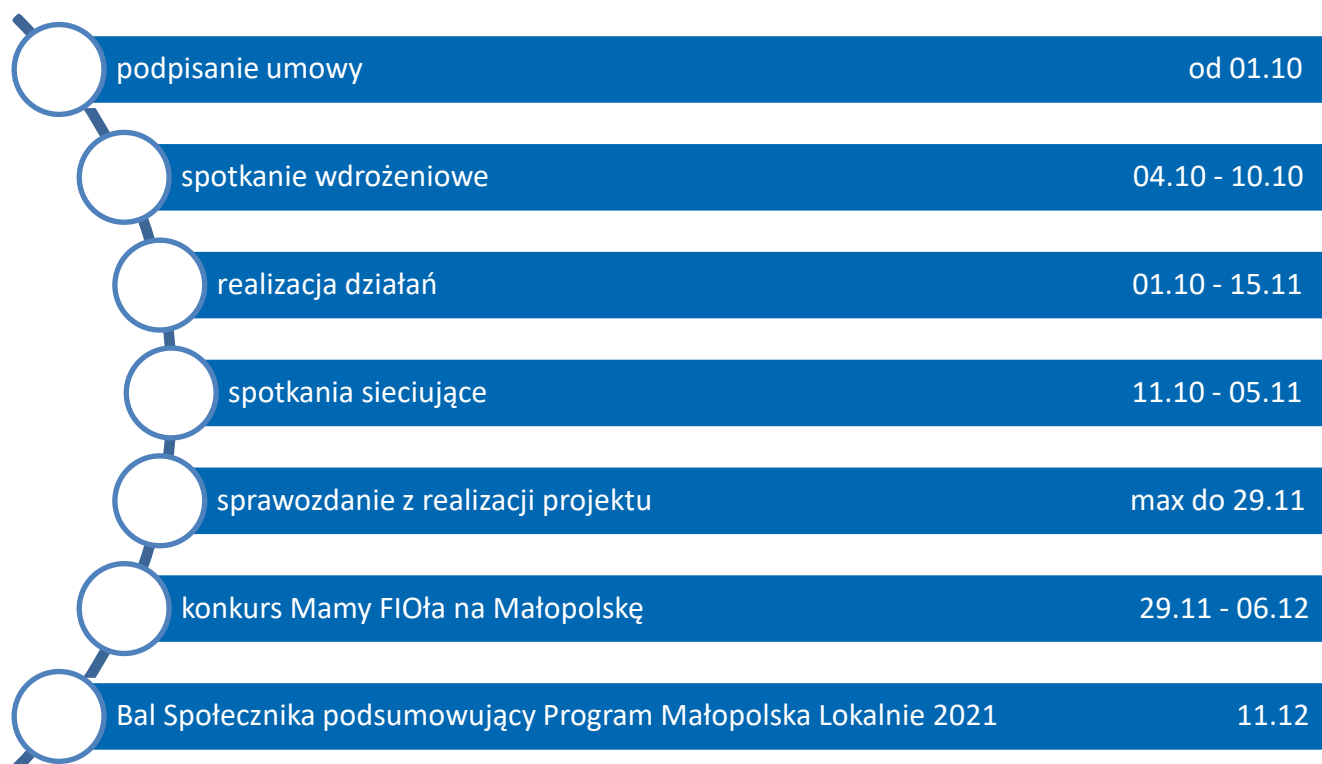 podpisanie umowy od 01.10
spotkanie wdrożeniowe 04.10 - 10.10
realizacja działań 01.10 - 15.11
spotkania sieciujące 11.10 - 05.11
sprawozdanie z realizacji projektu max do 29.11
konkurs Mamy FIOła na Małopolskę 29.11 - 06.12
Bal Społecznika podsumowujący Program Małopolska Lokalnie 2021 11.12